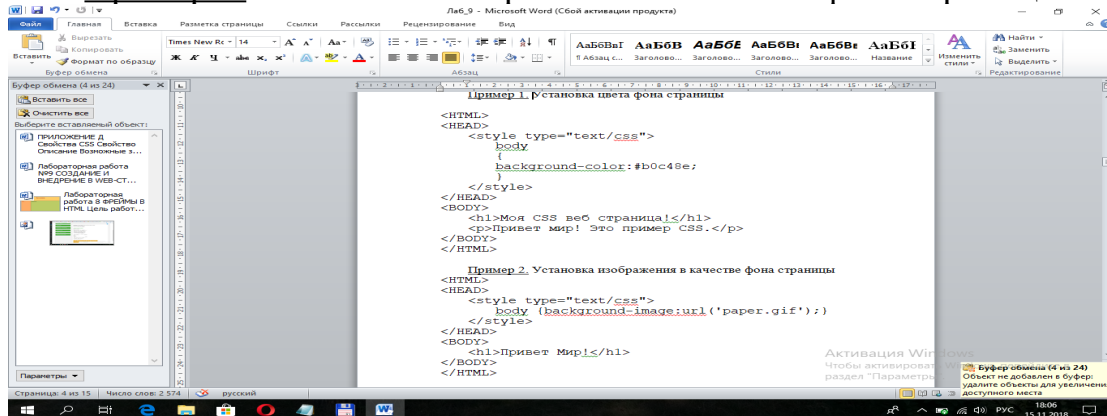 Лаб_9 - Microsoft Word (Сбой активации продукта)
Файл Главная Вставка Разметка страницы Ссылки Рассылки Рецензирование Вид
Вставить
Вырезать
Копировать
Формат по образцу
Буфер обмена
Times New Rc 14
Шрифт
Абзац
АаБбВвГ АаБбВ АаБбЕ АаБбВı АаБбВв АаБбГ
¶ Абзац с... Заголово... Заголово... Заголово... Заголово... Название
Изменить стили
Стили
Найти
Заменить
Выделить
Редактирование
Буфер обмена (4 из 24)
Вставить все
Очистить все
Выберите вставляемый объект:
ПРИЛОЖЕНИЕ Д
Свойства CSS Свойство
Описание Возможные з...
Лабораторная работа
№9 СОЗДАНИЕ И
ВНЕДРЕНИЕ В WEB-СТ...
Лабораторная
работа 8 ФРЕЙМЫ В
HTML Цель работ...
Параметры
Пример 1. Установка цвета фона страницы
<HTML>
<HEAD>
<style type="text/css">
body
{
background-color:#b0c48e;
}
</style>
</HEAD>
<BODY>
<h1>Моя CSS веб страница!</h1>
<p>Привет мир! Это пример CSS.</p>
</BODY>
</HTML>
Пример 2. Установка изображения в качестве фона страницы
<HTML>
<HEAD>
<style type="text/css">
body {background-image:url('paper.gif');}
</style>
</HEAD>
<BODY>
<h1>Привет Мир!</h1>
</BODY>
</HTML>
Активация Windows
Чтобы активировать
раздел "Параметры
Буфер обмена (4 из 24)
Объект не добавлен в буфер:
удалите объекты для увеличени
доступного места
Страница: 4 из 15 Число слов: 2 574 русский
РУС
18:06
15.11.2018